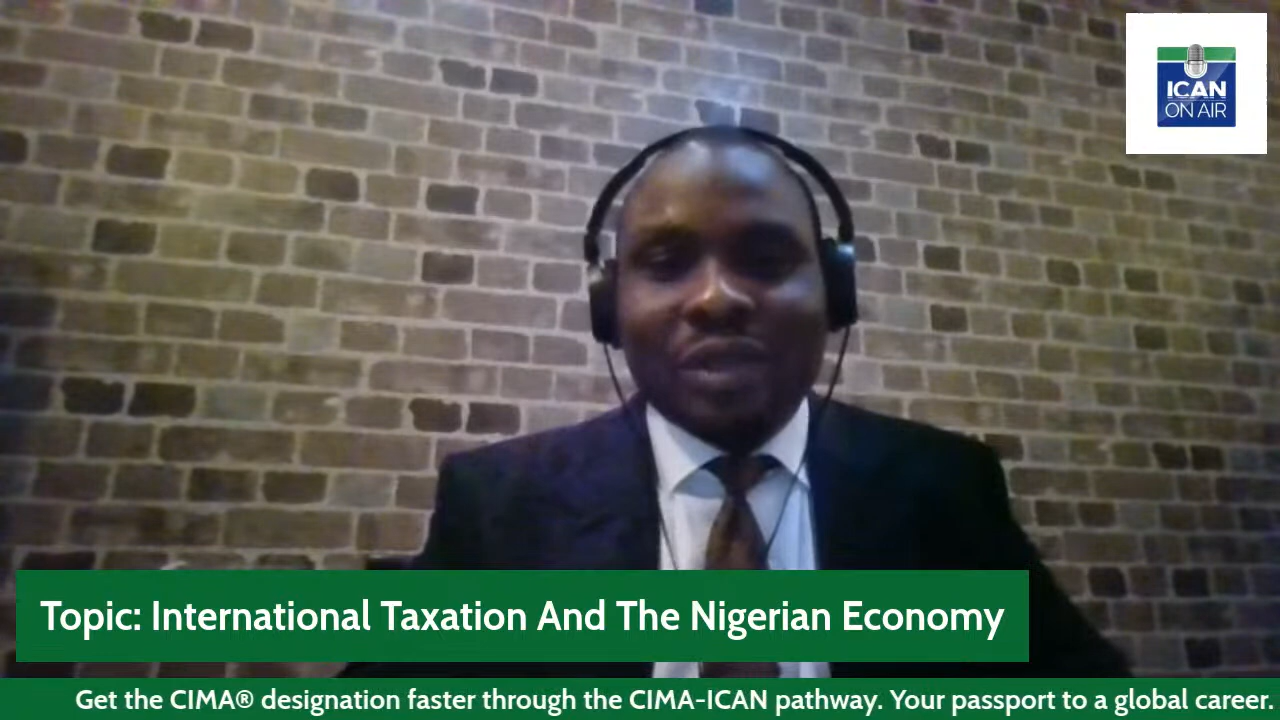 ICAN
ON AIR
Topic: International Taxation And The Nigerian Economy
Get the CIMA® designation faster through the CIMA-ICAN pathway. Your passport to a global career.